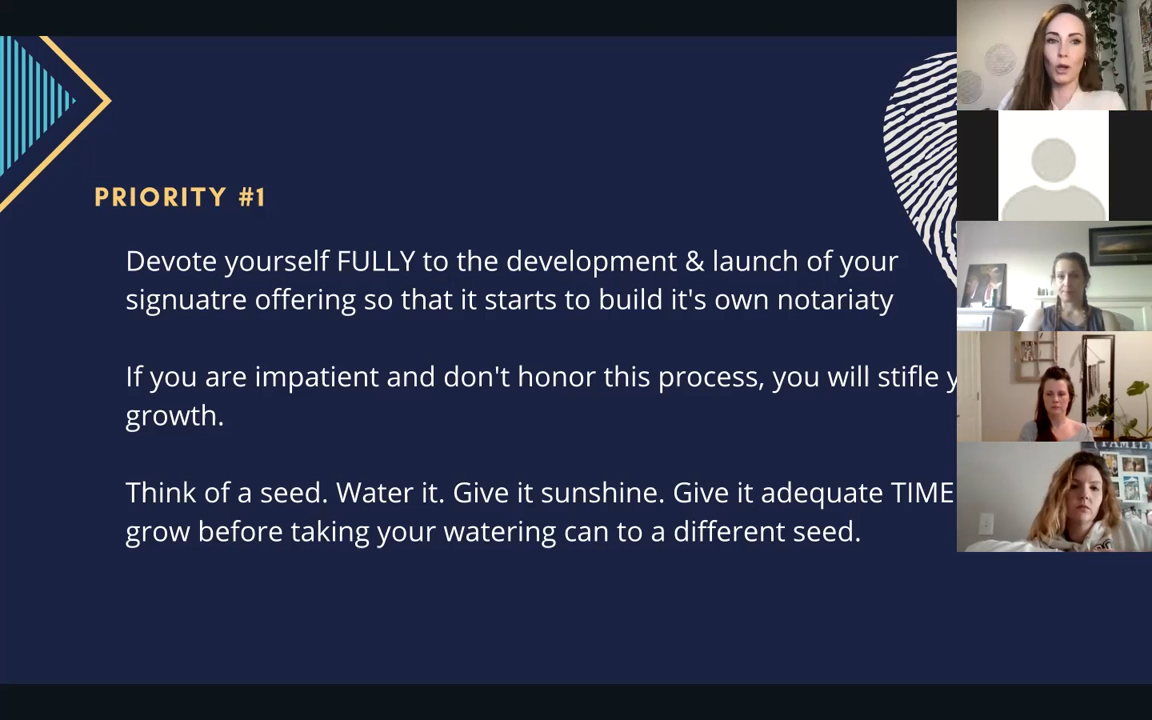 PRIORITY #1
Devote yourself FULLY to the development & launch of your
signuatre offering so that it starts to build it's own notariaty
If you are impatient and don't honor this process, you will stifle
growth.
Think of a seed. Water it. Give it sunshine. Give it adequate TIME
grow before taking your watering can to a different seed.